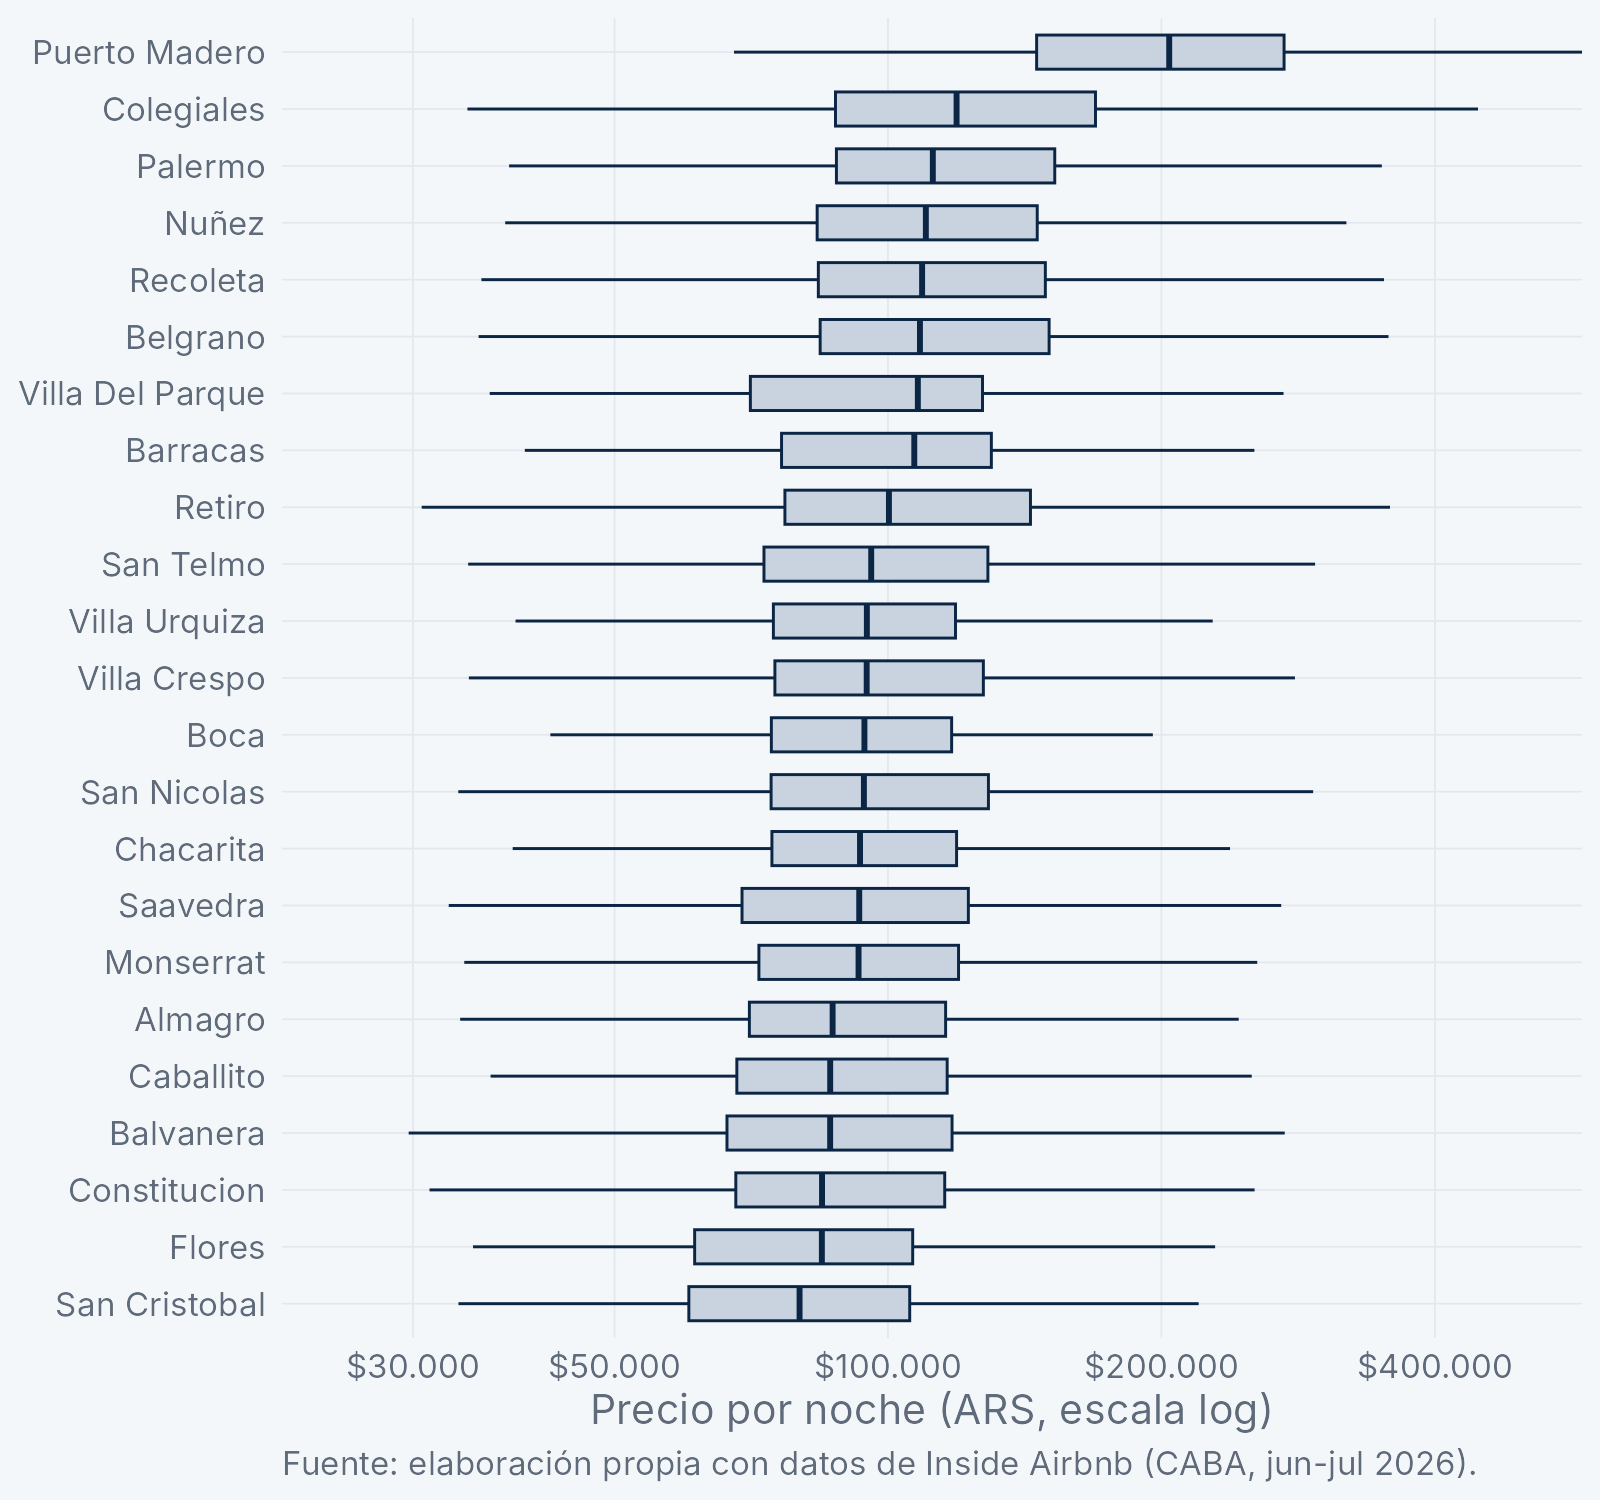 Puerto Madero
Colegiales
Palermo
Nuñez
Recoleta
Belgrano
Villa Del Parque
Barracas
Retiro
San Telmo
Villa Urquiza
Villa Crespo
Boca
San Nicolas
Chacarita
Saavedra
Monserrat
Almagro
Caballito
Balvanera
Constitucion
Flores
San Cristobal
$30.000 $50.000 $100.000 $200.000 $400.000
Precio por noche (ARS, escala log)
Fuente: elaboración propia con datos de Inside Airbnb (CABA, jun-jul 2026).